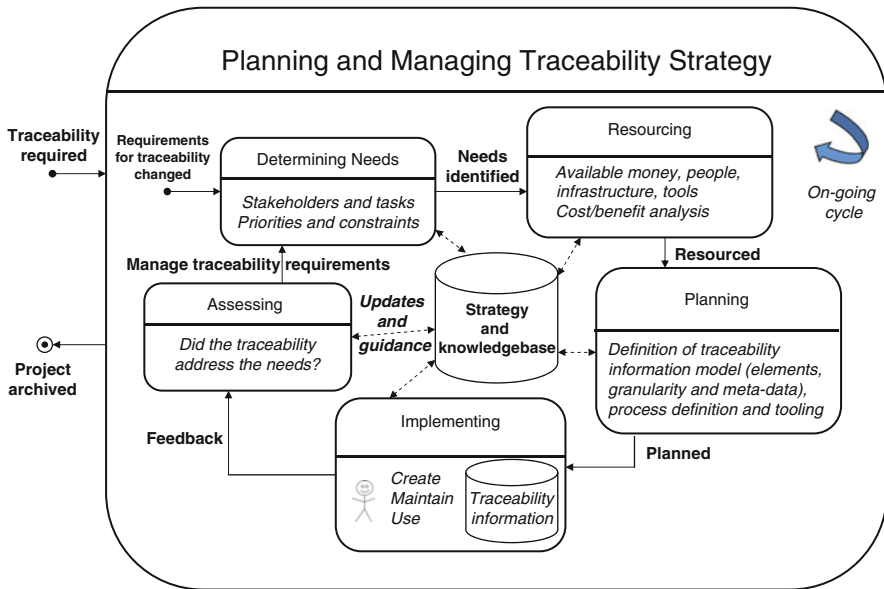 Planning and Managing Traceability Strategy
Traceability
required
Requirements
for traceability
changed
Determining Needs
Stakeholders and tasks
Priorities and constraints
Needs
identified
Resourcing
Available money, people,
infrastructure, tools
Cost/benefit analysis
On-going
cycle
Resourced
Manage traceability requirements
Assessing
Did the traceability
address the needs?
Updates
and
guidance
Strategy
and
knowledgebase
Planning
Definition of traceability
information model (elements,
granularity and meta-data),
process definition and tooling
Project
archived
Feedback
Implementing
Create
Maintain
Use
Traceability
information
Planned